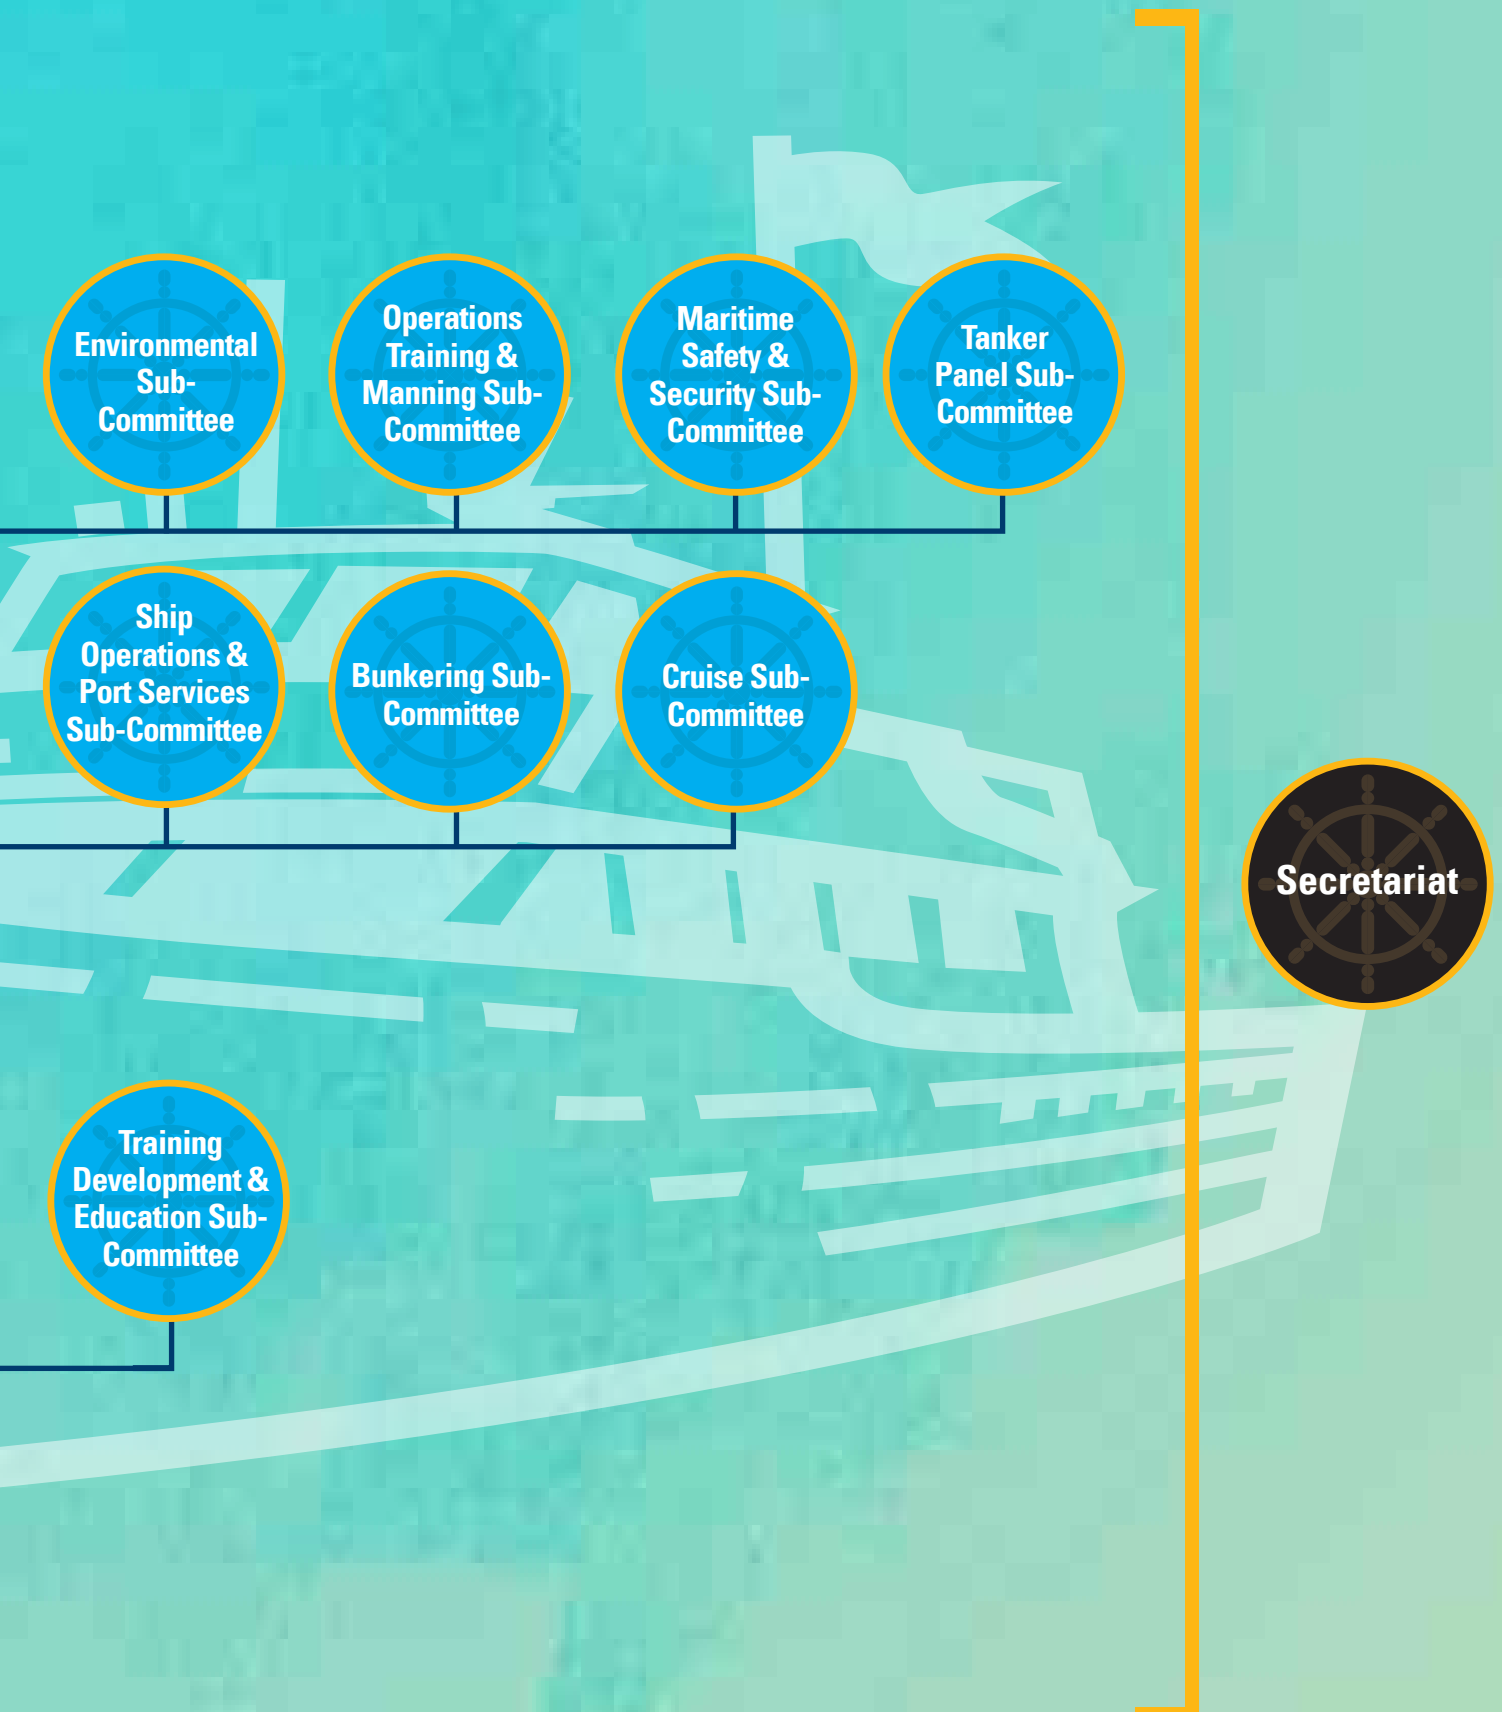 Environmental
Sub-
Committee
Operations
Training &
Manning Sub-
Committee
Maritime
Safety &
Security Sub-
Committee
Tanker
Panel Sub-
Committee
Ship
Operations &
Port Services
Sub-Committee
Bunkering Sub-
Committee
Cruise Sub-
Committee
Secretariat
Training
Development &
Education Sub-
Committee